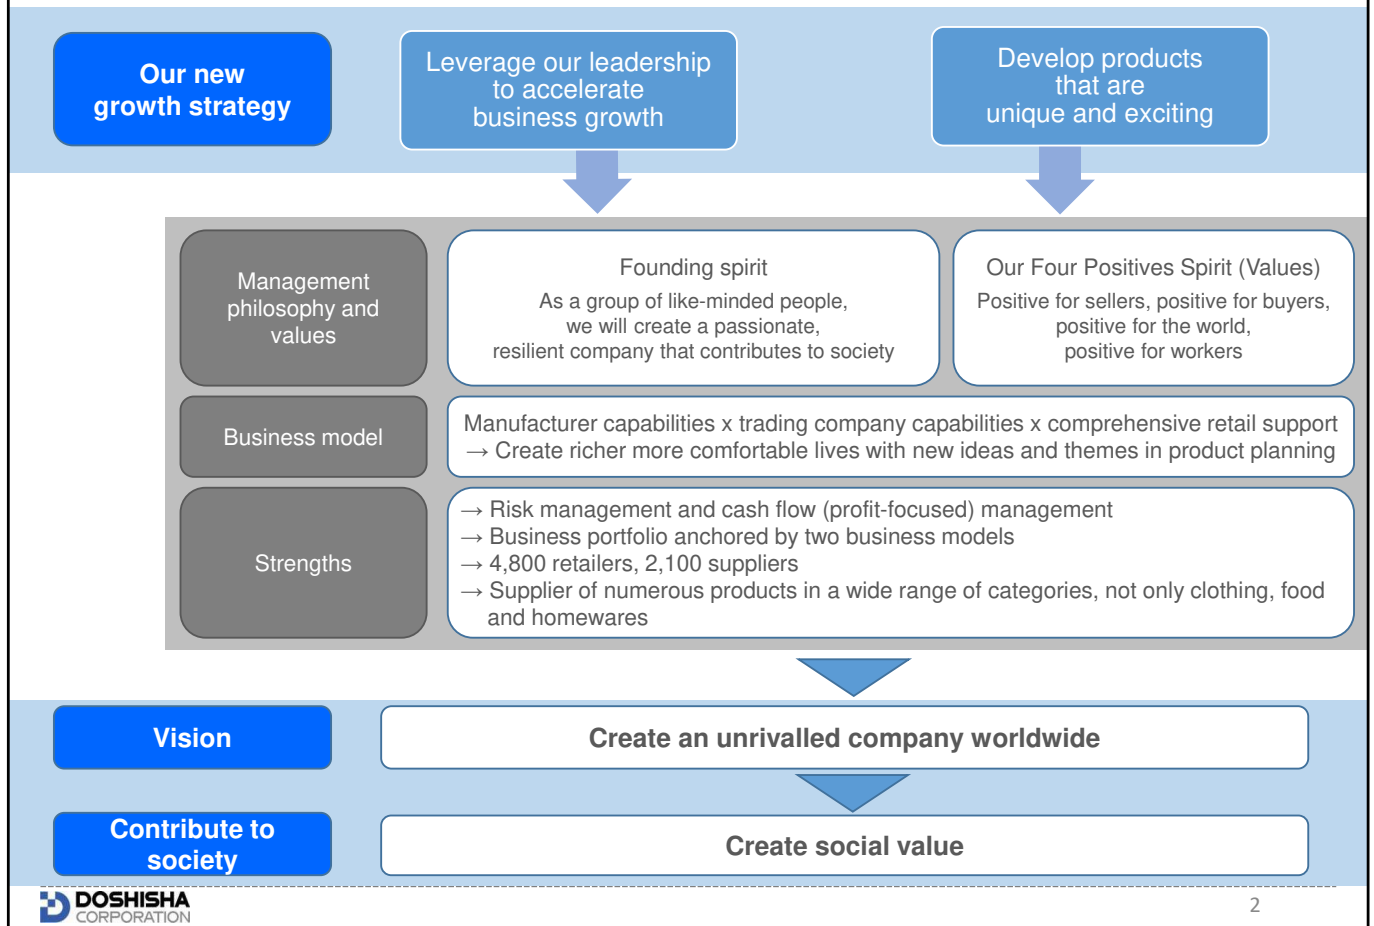 Our new
growth strategy
Leverage our leadership
to accelerate
business growth
Develop products
that are
unique and exciting
Management
philosophy and
values
Founding spirit
As a group of like-minded people,
we will create a passionate,
resilient company that contributes to society
Our Four Positives Spirit (Values)
Positive for sellers, positive for buyers,
positive for the world,
positive for workers
Business model
Manufacturer capabilities x trading company capabilities x comprehensive retail support
→ Create richer more comfortable lives with new ideas and themes in product planning
Strengths
→ Risk management and cash flow (profit-focused) management
→ Business portfolio anchored by two business models
→ 4,800 retailers, 2,100 suppliers
→ Supplier of numerous products in a wide range of categories, not only clothing, food
and homewares
Vision
Create an unrivalled company worldwide
Contribute to
society
Create social value
DOSHISHA
CORPORATION
2